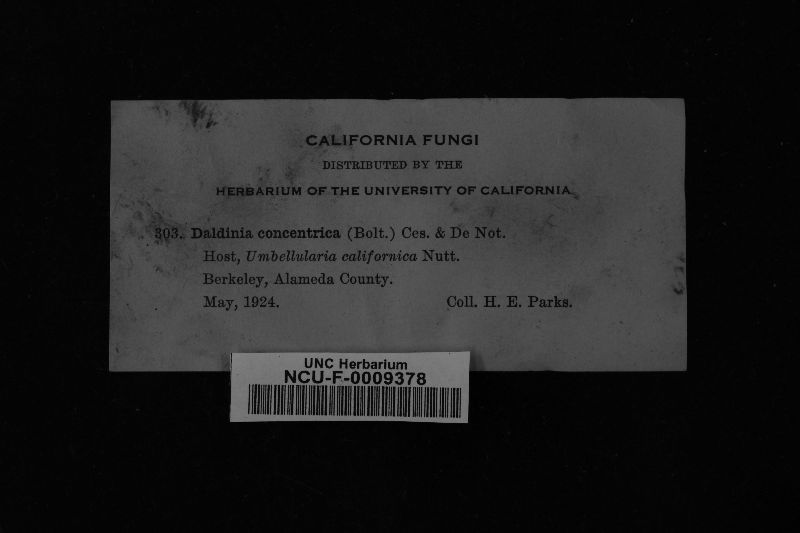 CALIFORNIA FUNGI
DISTRIBUTED BY THE
HERBARIUM OF THE UNIVERSITY OF CALIFORNIA
303. Daldinia concentrica (Bolt.) Ces. & De Not.
Host, Umbellularia californica Nutt.
Berkeley, Alameda County.
May, 1924. Coll. H. E. Parks.
UNC Herbarium
NCU-F-0009378